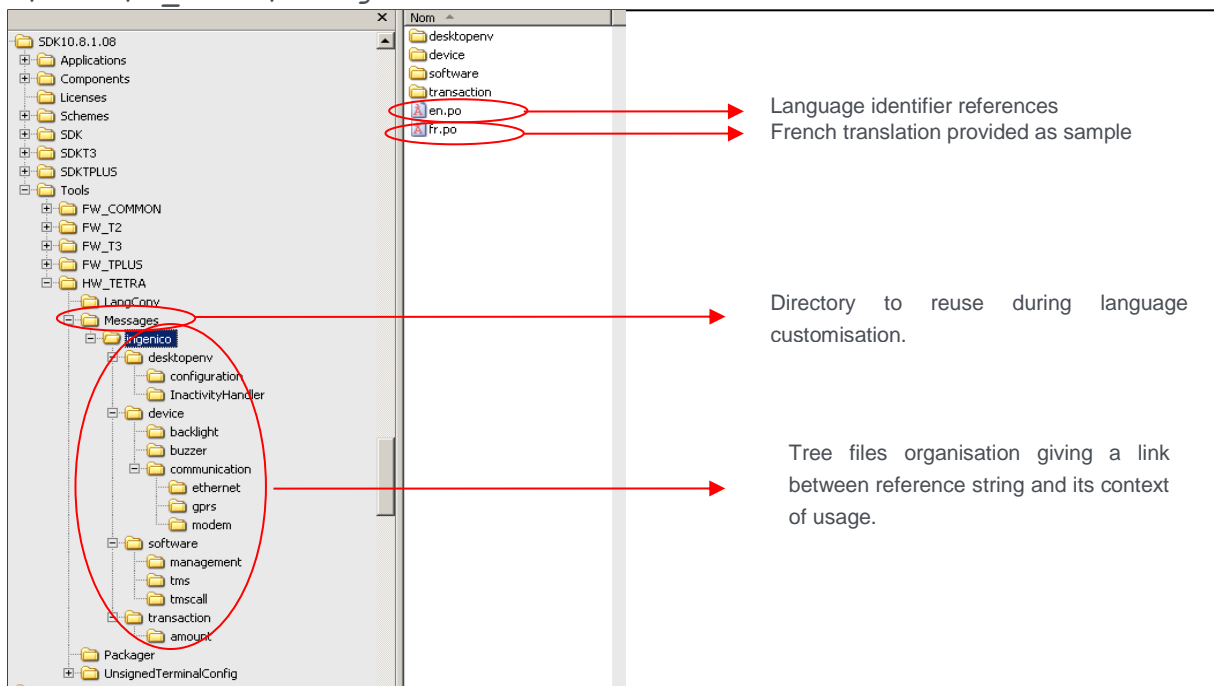 Nom
SDK10.8.1.08
Applications
Components
Licenses
Schemes
SDK
SDKT3
SDKTPLUS
Tools
FW_COMMON
FW_T2
FW_T3
FW_TPLUS
HW_TETRA
LangConv
Messages
ingenico
desktopenv
configuration
InactivityHandler
device
backlight
buzzer
communication
ethernet
gprs
modem
software
management
tms
tmscall
transaction
amount
Packager
UnsignedTerminalConfig
desktopenv
device
software
transaction
en.po
fr.po
Language identifier references
French translation provided as sample
Directory to reuse during language
customisation.
Tree files organisation giving a link
between reference string and its context
of usage.